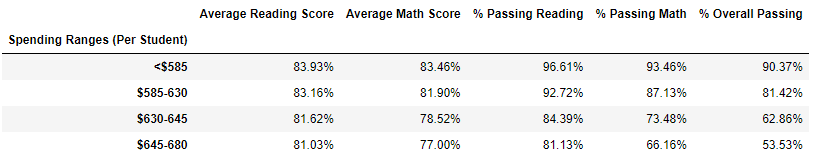 Average Reading Score Average Math Score % Passing Reading % Passing Math % Overall Passing
Spending Ranges (Per Student)
<$585 83.93% 83.46% 96.61% 93.46% 90.37%
$585-630 83.16% 81.90% 92.72% 87.13% 81.42%
$630-645 81.62% 78.52% 84.39% 73.48% 62.86%
$645-680 81.03% 77.00% 81.13% 66.16% 53.53%